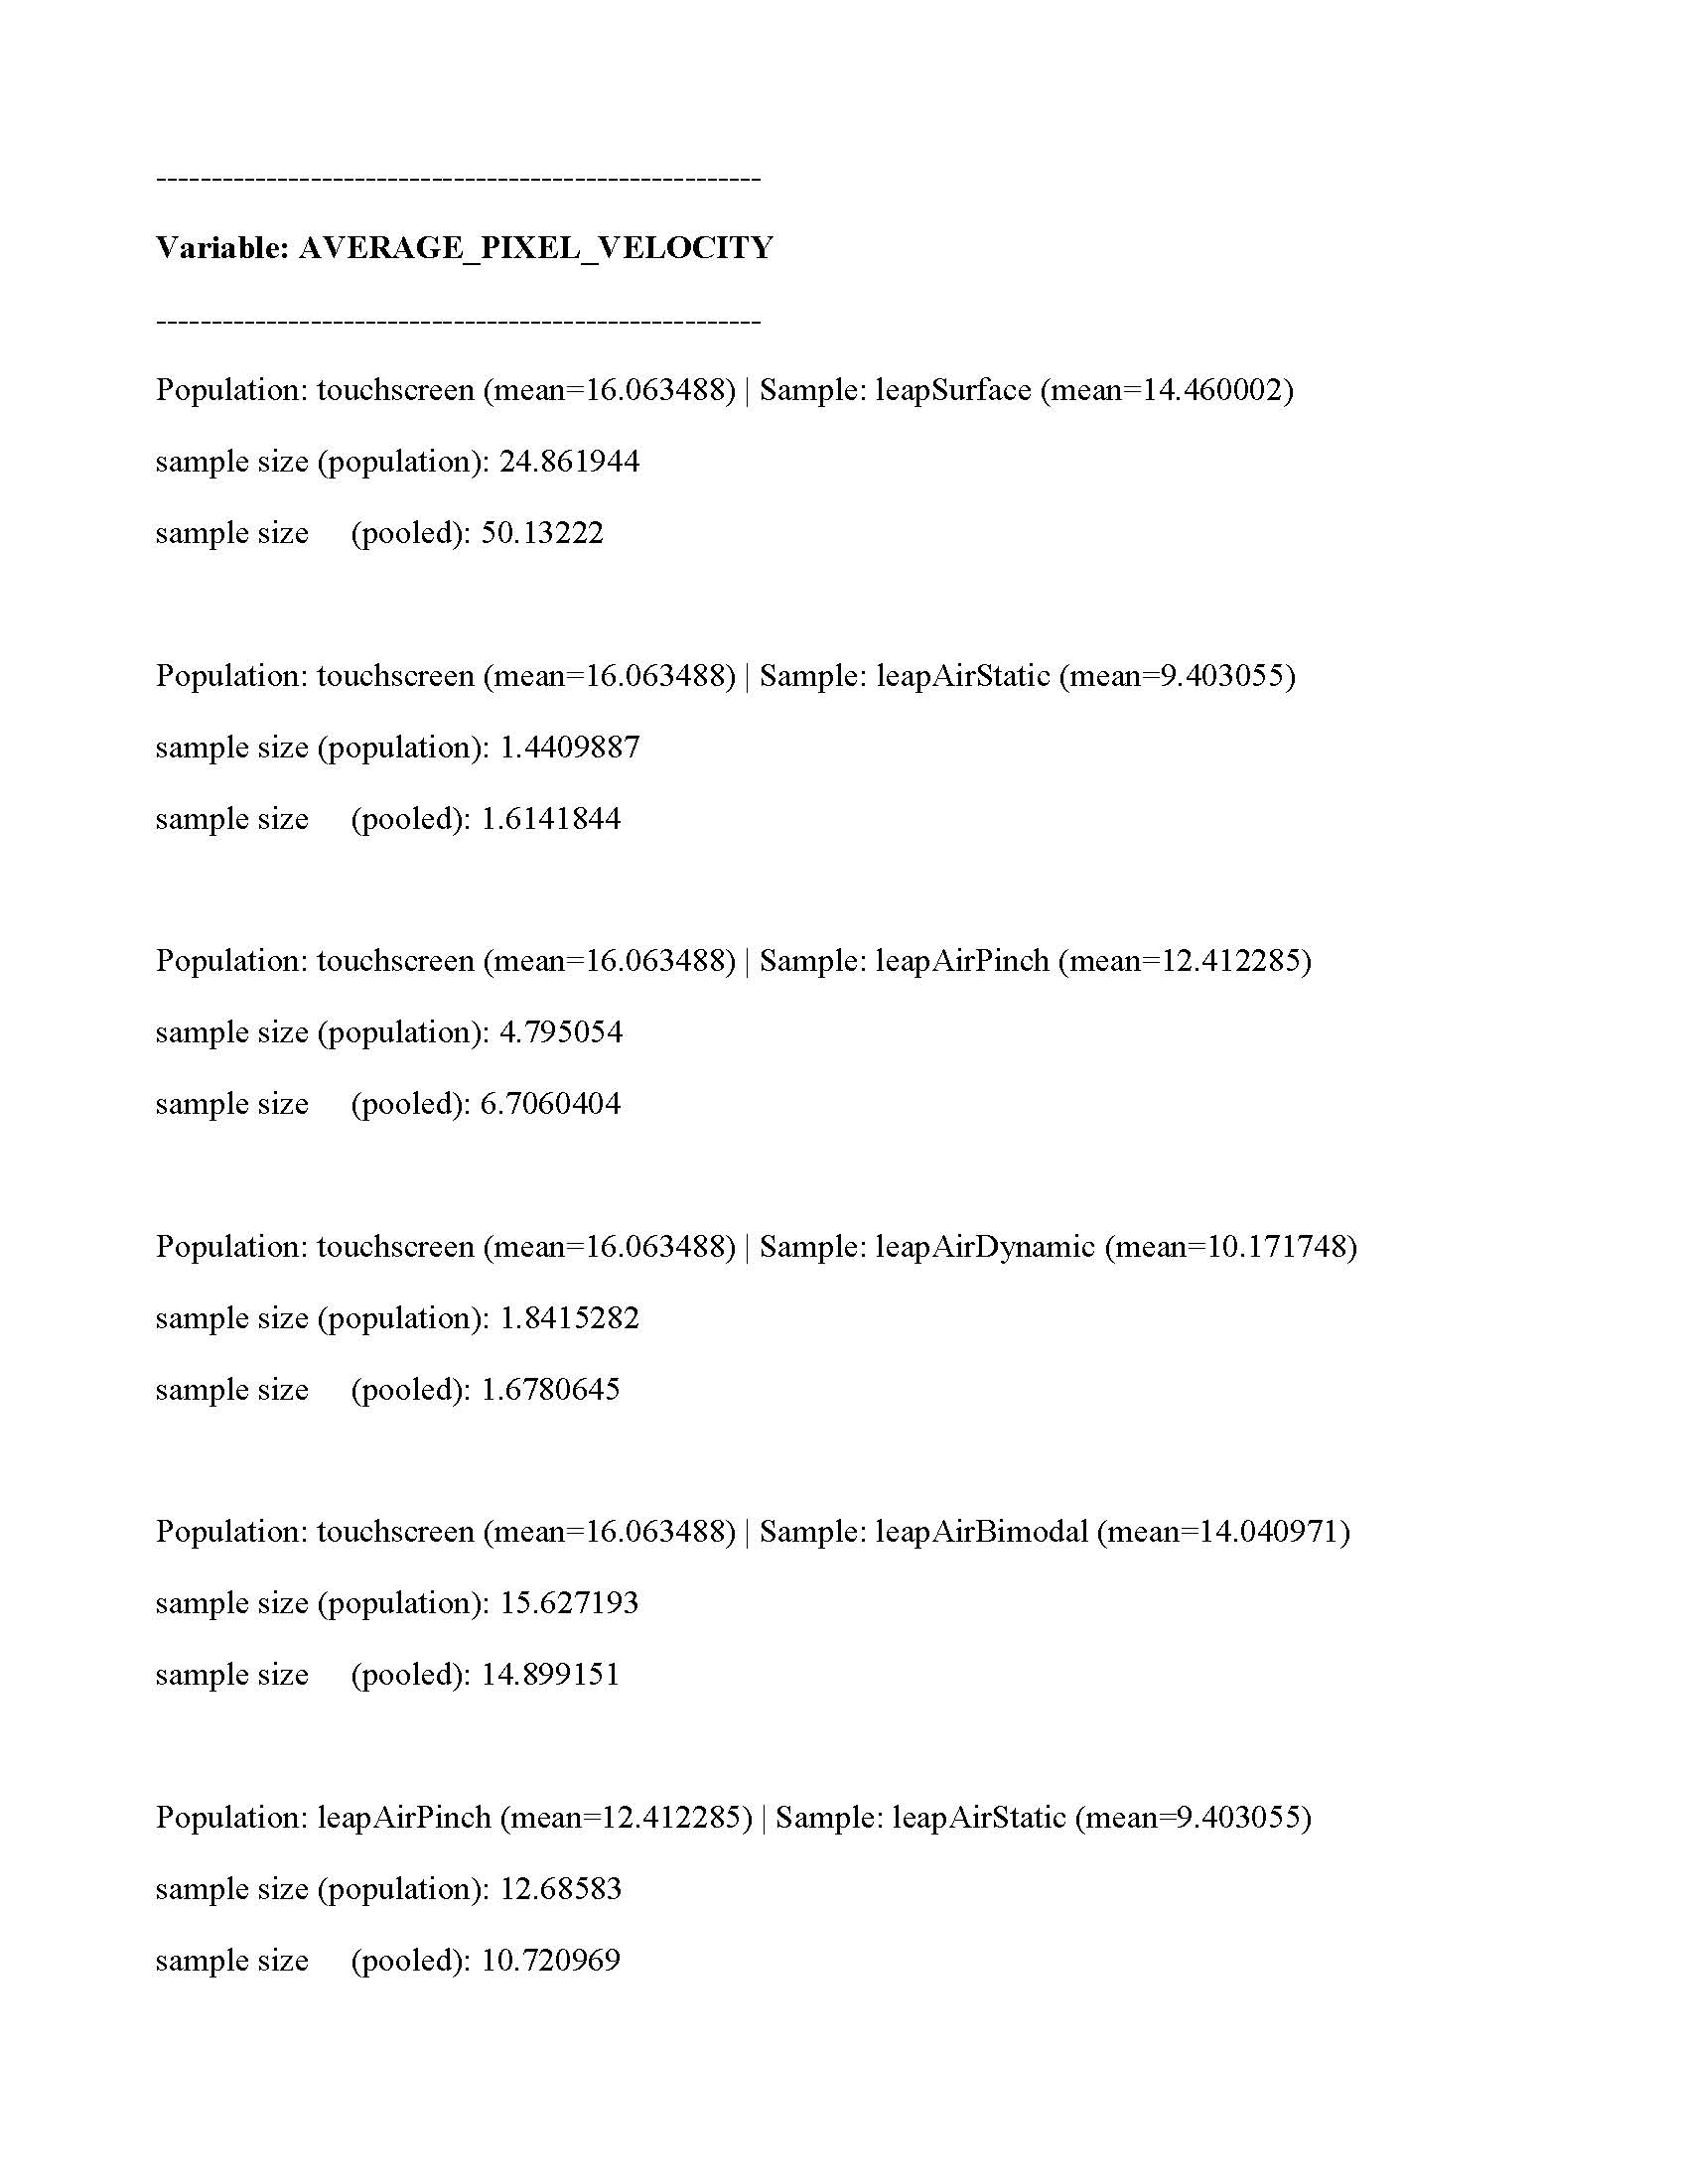 -------------------------------------------------------
Variable: AVERAGE_PIXEL_VELOCITY
-------------------------------------------------------
Population: touchscreen (mean=16.063488) | Sample: leapSurface (mean=14.460002)
sample size (population): 24.861944
sample size (pooled): 50.13222
Population: touchscreen (mean=16.063488) | Sample: leapAirStatic (mean=9.403055)
sample size (population): 1.4409887
sample size (pooled): 1.6141844
Population: touchscreen (mean=16.063488) | Sample: leapAirPinch (mean=12.412285)
sample size (population): 4.795054
sample size (pooled): 6.7060404
Population: touchscreen (mean=16.063488) | Sample: leapAirDynamic (mean=10.171748)
sample size (population): 1.8415282
sample size (pooled): 1.6780645
Population: touchscreen (mean=16.063488) | Sample: leapAirBimodal (mean=14.040971)
sample size (population): 15.627193
sample size (pooled): 14.899151
Population: leapAirPinch (mean=12.412285) | Sample: leapAirStatic (mean=9.403055)
sample size (population): 12.68583
sample size (pooled): 10.720969